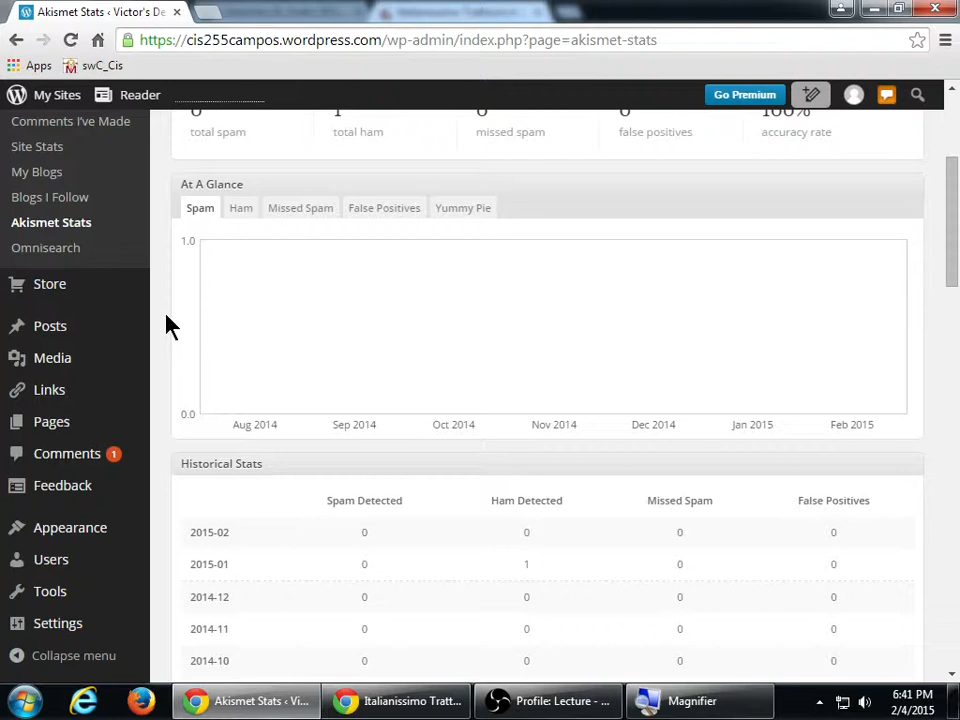 Akismet Stats ‹ Victor's De
https://cis255campos.wordpress.com/wp-admin/index.php?page=akismet-stats
Apps
swC_Cis
My Sites
Reader
Go Premium
Comments I've Made
Site Stats
My Blogs
Blogs I Follow
Akismet Stats
Omnisearch
Store
Posts
Media
Links
Pages
Comments 1
Feedback
Appearance
Users
Tools
Settings
Collapse menu
0 1 0 0 100%
total spam total ham missed spam false positives accuracy rate
At A Glance
Spam Ham Missed Spam False Positives Yummy Pie
1.0
0.0
Aug 2014 Sep 2014 Oct 2014 Nov 2014 Dec 2014 Jan 2015 Feb 2015
Historical Stats
Spam Detected Ham Detected Missed Spam False Positives
2015-02 0 0 0 0
2015-01 0 1 0 0
2014-12 0 0 0 0
2014-11 0 0 0 0
2014-10 0 0 0 0
Akismet Stats ‹ Vi...
Italianissimo Tratt...
Profile: Lecture - ...
Magnifier
6:41 PM
2/4/2015